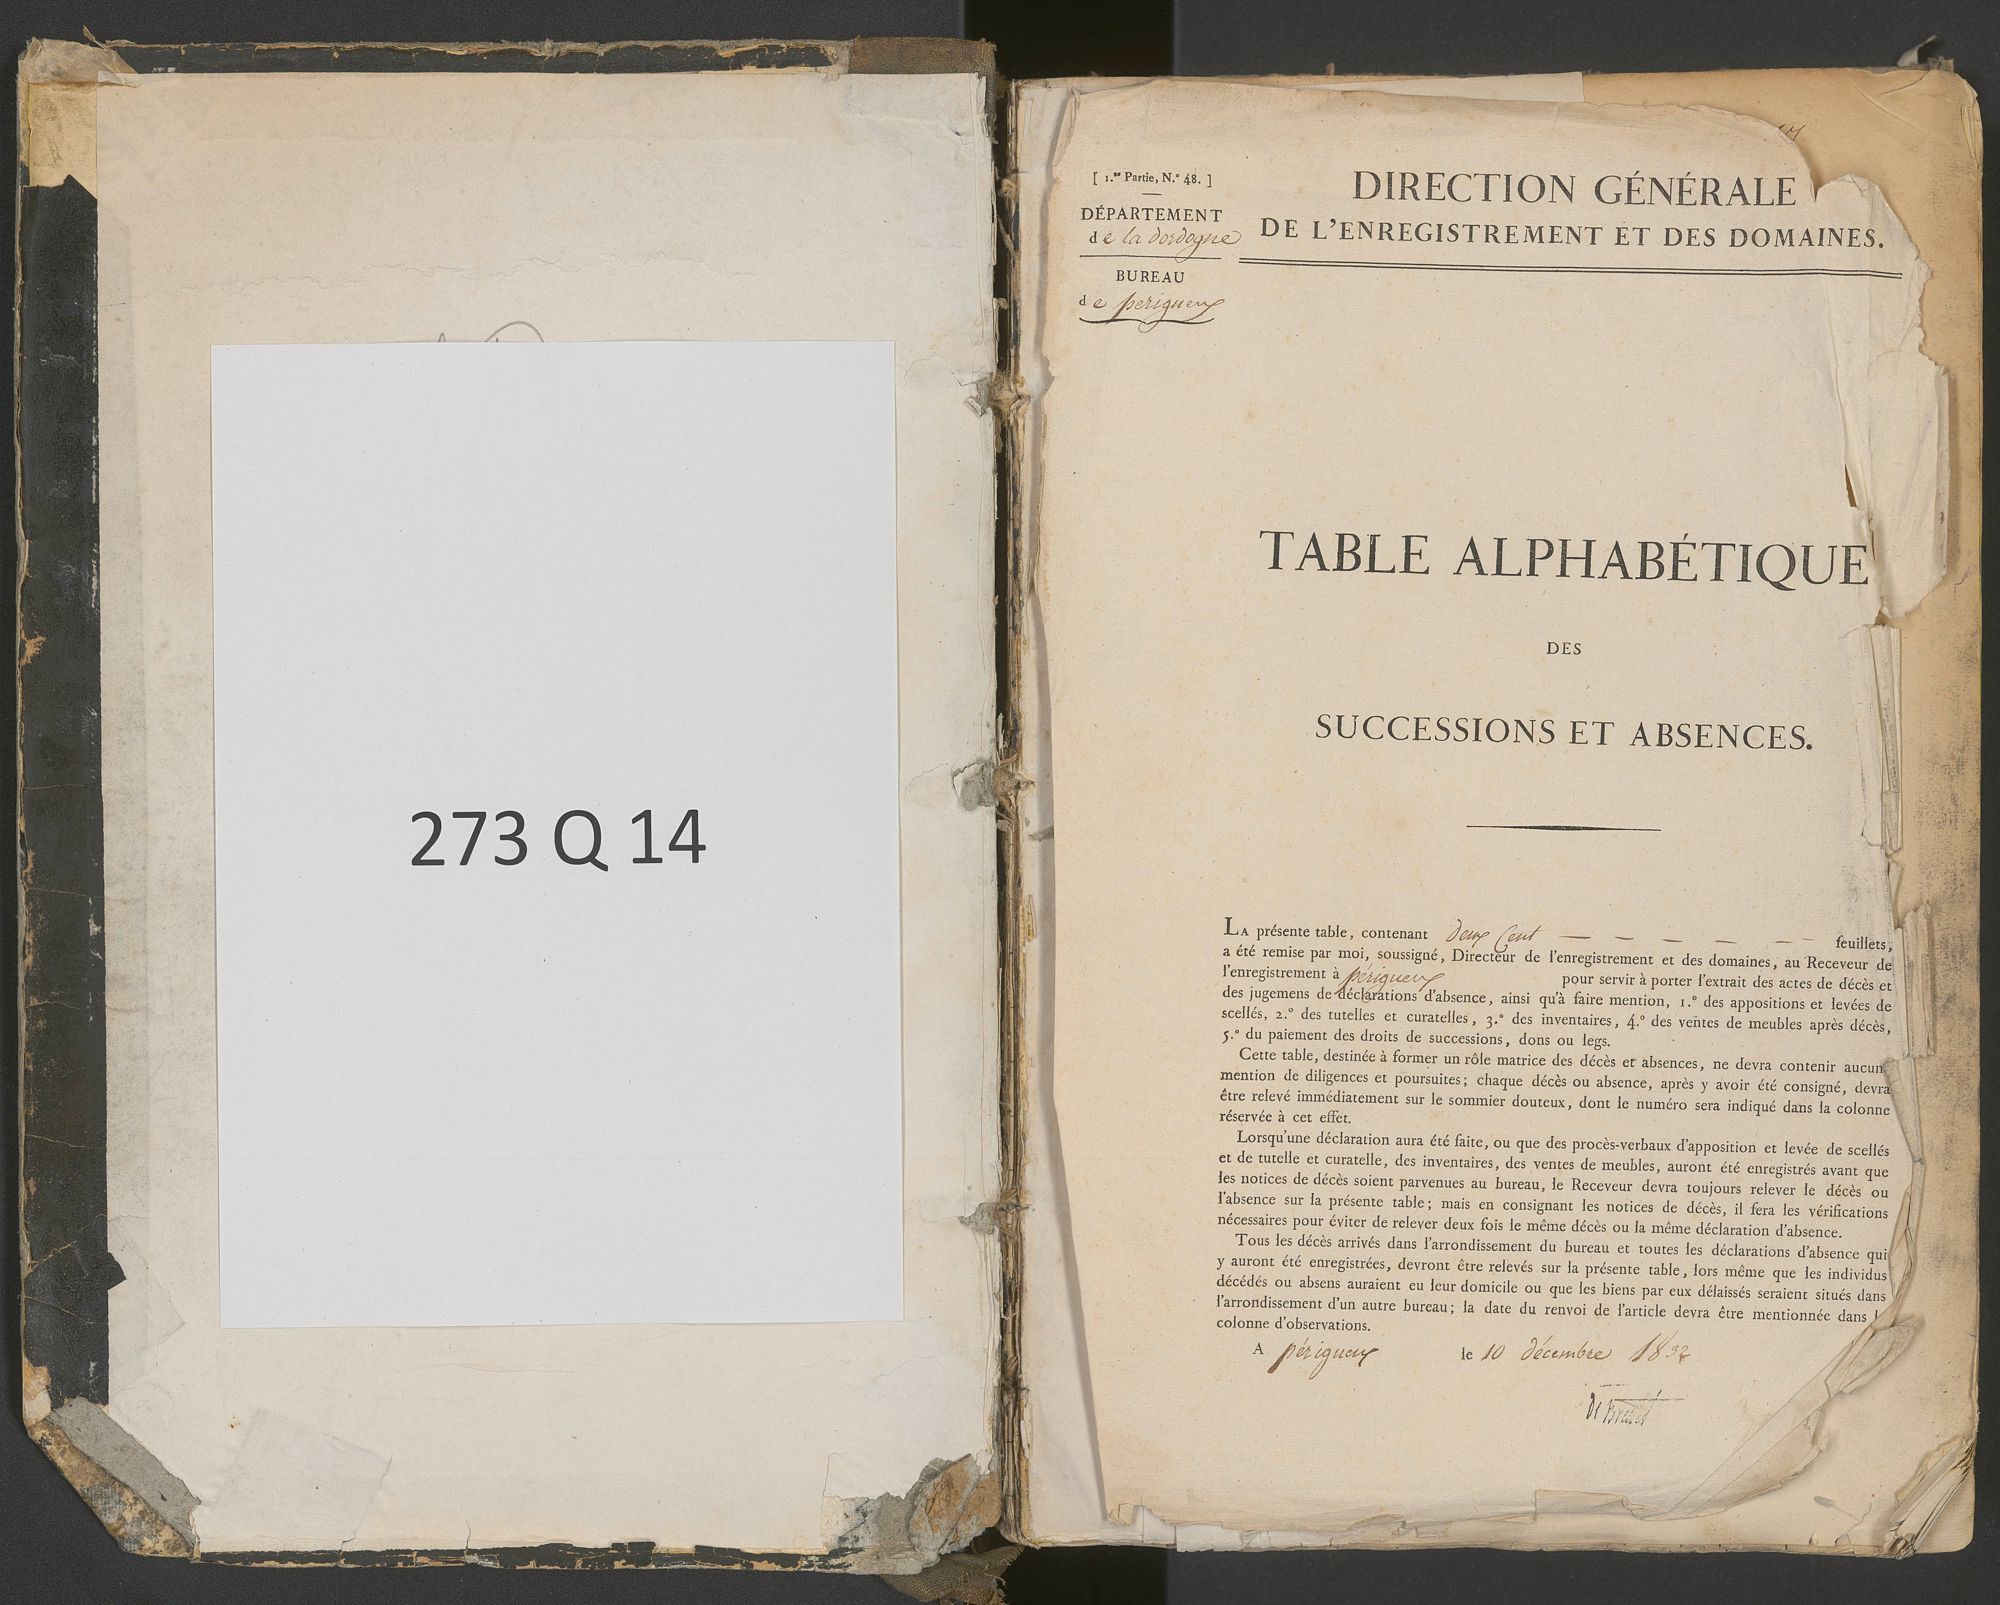 273 Q 14
[ 1.re Partie, N.º 48. ]
DÉPARTEMENT
de la dordogne
BUREAU
de périgueux
DIRECTION GÉNÉRALE
DE L'ENREGISTREMENT ET DES DOMAINES.
TABLE ALPHABÉTIQUE
DES
SUCCESSIONS ET ABSENCES.
LA présente table, contenant Deux Cent — — — — — — feuillets,
a été remise par moi, soussigné, Directeur de l'enregistrement et des domaines, au Receveur de
l'enregistrement à périgueux pour servir à porter l'extrait des actes de décès et
des jugemens de déclarations d'absence, ainsi qu'à faire mention, 1.º des appositions et levées de
scellés, 2.º des tutelles et curatelles, 3.º des inventaires, 4.º des ventes de meubles après décès,
5.º du paiement des droits de successions, dons ou legs.
Cette table, destinée à former un rôle matrice des décès et absences, ne devra contenir aucun
mention de diligences et poursuites; chaque décès ou absence, après y avoir été consigné, devra
être relevé immédiatement sur le sommier douteux, dont le numéro sera indiqué dans la colonne
réservée à cet effet.
Lorsqu'une déclaration aura été faite, ou que des procès-verbaux d'apposition et levée de scellés
et de tutelle et curatelle, des inventaires, des ventes de meubles, auront été enregistrés avant que
les notices de décès soient parvenues au bureau, le Receveur devra toujours relever le décès ou
l'absence sur la présente table; mais en consignant les notices de décès, il fera les vérifications
nécessaires pour éviter de relever deux fois le même décès ou la même déclaration d'absence.
Tous les décès arrivés dans l'arrondissement du bureau et toutes les déclarations d'absence qui
y auront été enregistrées, devront être relevés sur la présente table, lors même que les individus
décédés ou absens auraient eu leur domicile ou que les biens par eux délaissés seraient situés dans
l'arrondissement d'un autre bureau; la date du renvoi de l'article devra être mentionnée dans
colonne d'observations.
A périgueux le 10 décembre 1832